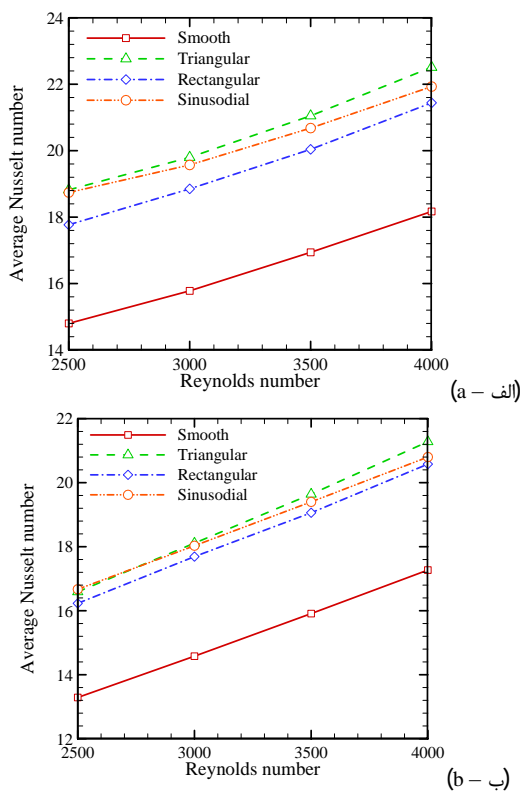 24
22
20
18
16
14
Average Nusselt number
Smooth
Triangular
Rectangular
Sinusodial
2500 3000 3500 4000
Reynolds number
(a – الف)
22
20
18
16
14
12
Average Nusselt number
Smooth
Triangular
Rectangular
Sinusodial
2500 3000 3500 4000
Reynolds number
(b – ب)